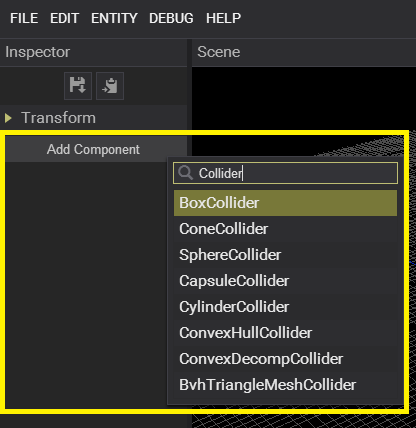 FILE EDIT ENTITY DEBUG HELP
Inspector Scene
Transform
Add Component
Collider
BoxCollider
ConeCollider
SphereCollider
CapsuleCollider
CylinderCollider
ConvexHullCollider
ConvexDecompCollider
BvhTriangleMeshCollider